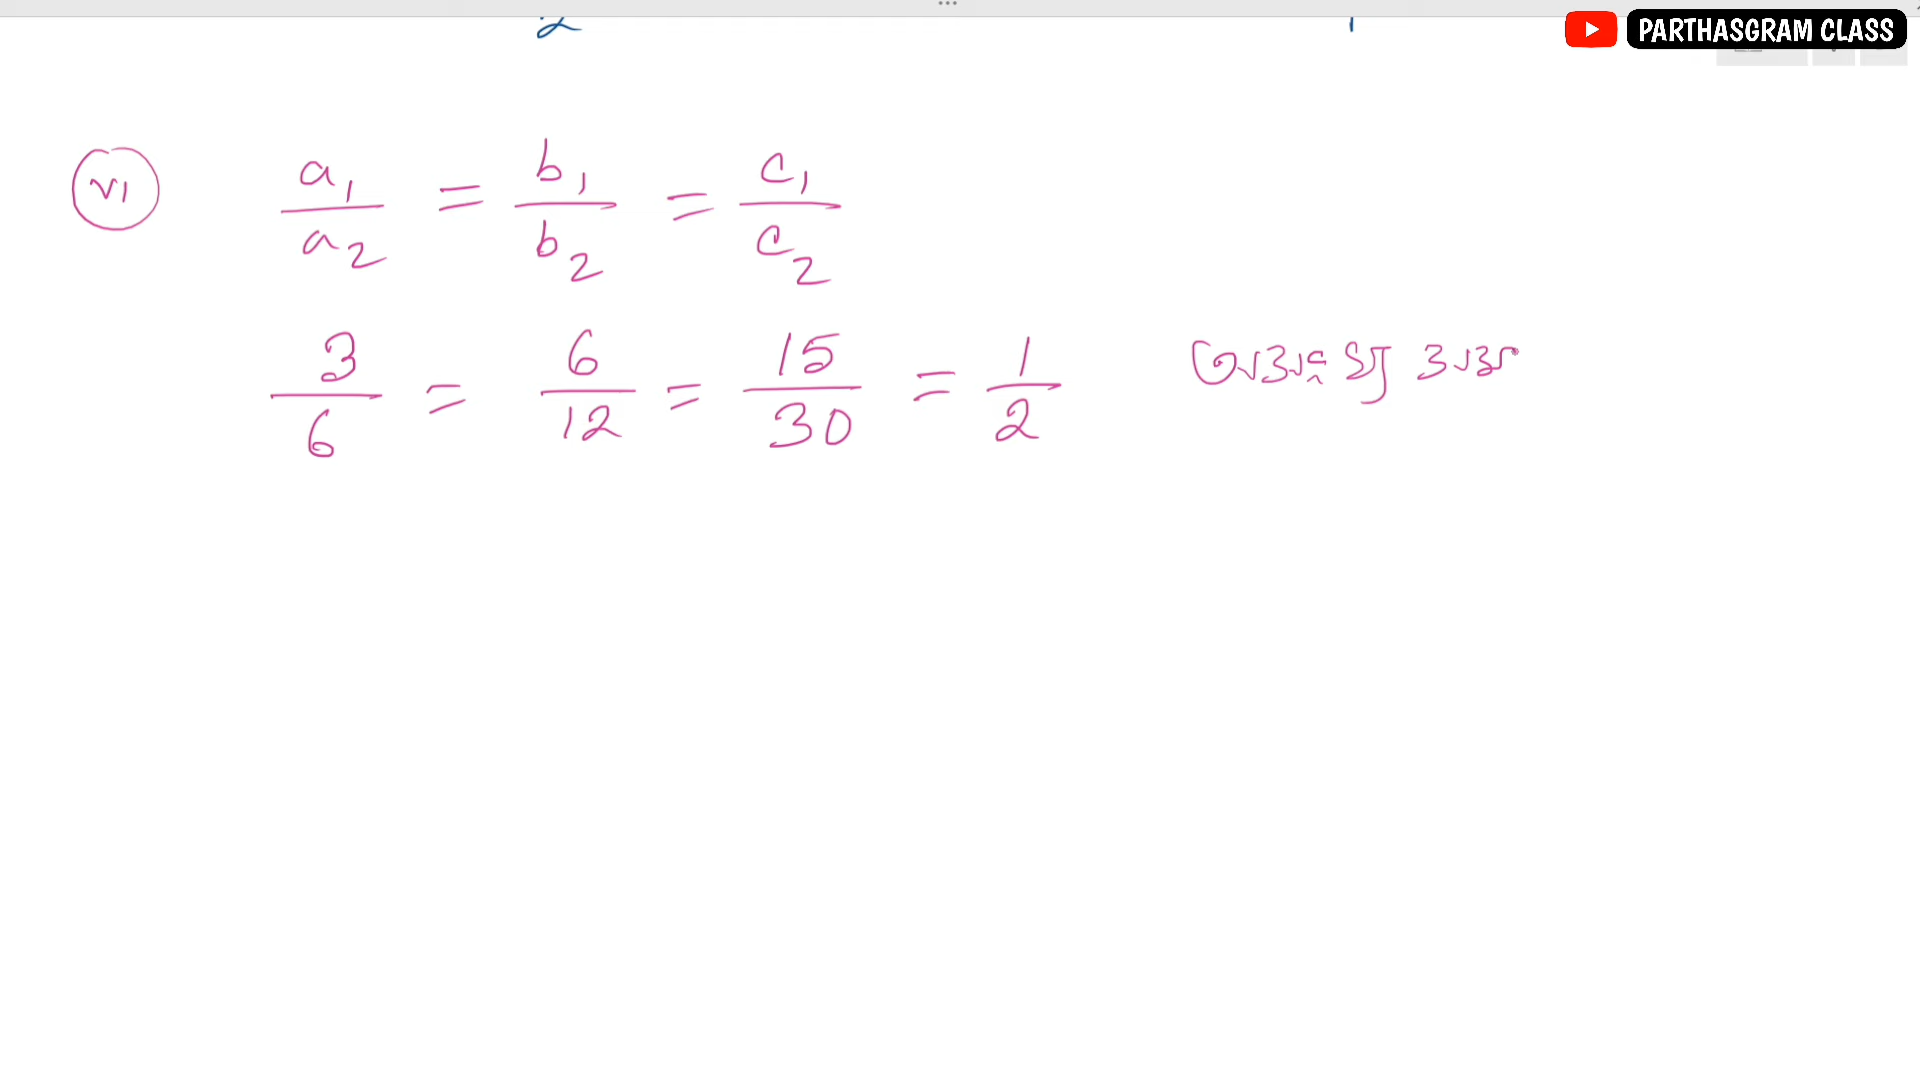 PARTHASGRAM CLASS
vi a₁/a₂ = b₁/b₂ = c₁/c₂
3/6 = 6/12 = 15/30 = 1/2